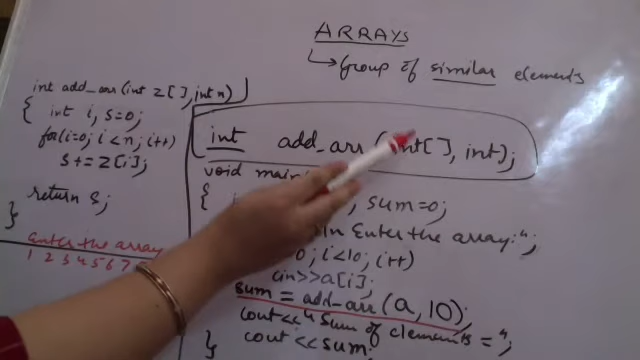 ARRAYS
Group of similar elements
int add_arr(int z[], int n)
{ int i, s=0;
for(i=0; i<n; i++)
s += z[i];
return s;
}
Enter the array
1 2 3 4 5 6 7
int add_arr(int[], int);
void main
{
, sum=0;
Enter the array:";
0; i<10; i++)
cin>>a[i];
sum = add_arr(a, 10);
cout<<"Sum of elements = ";
} cout<<sum;